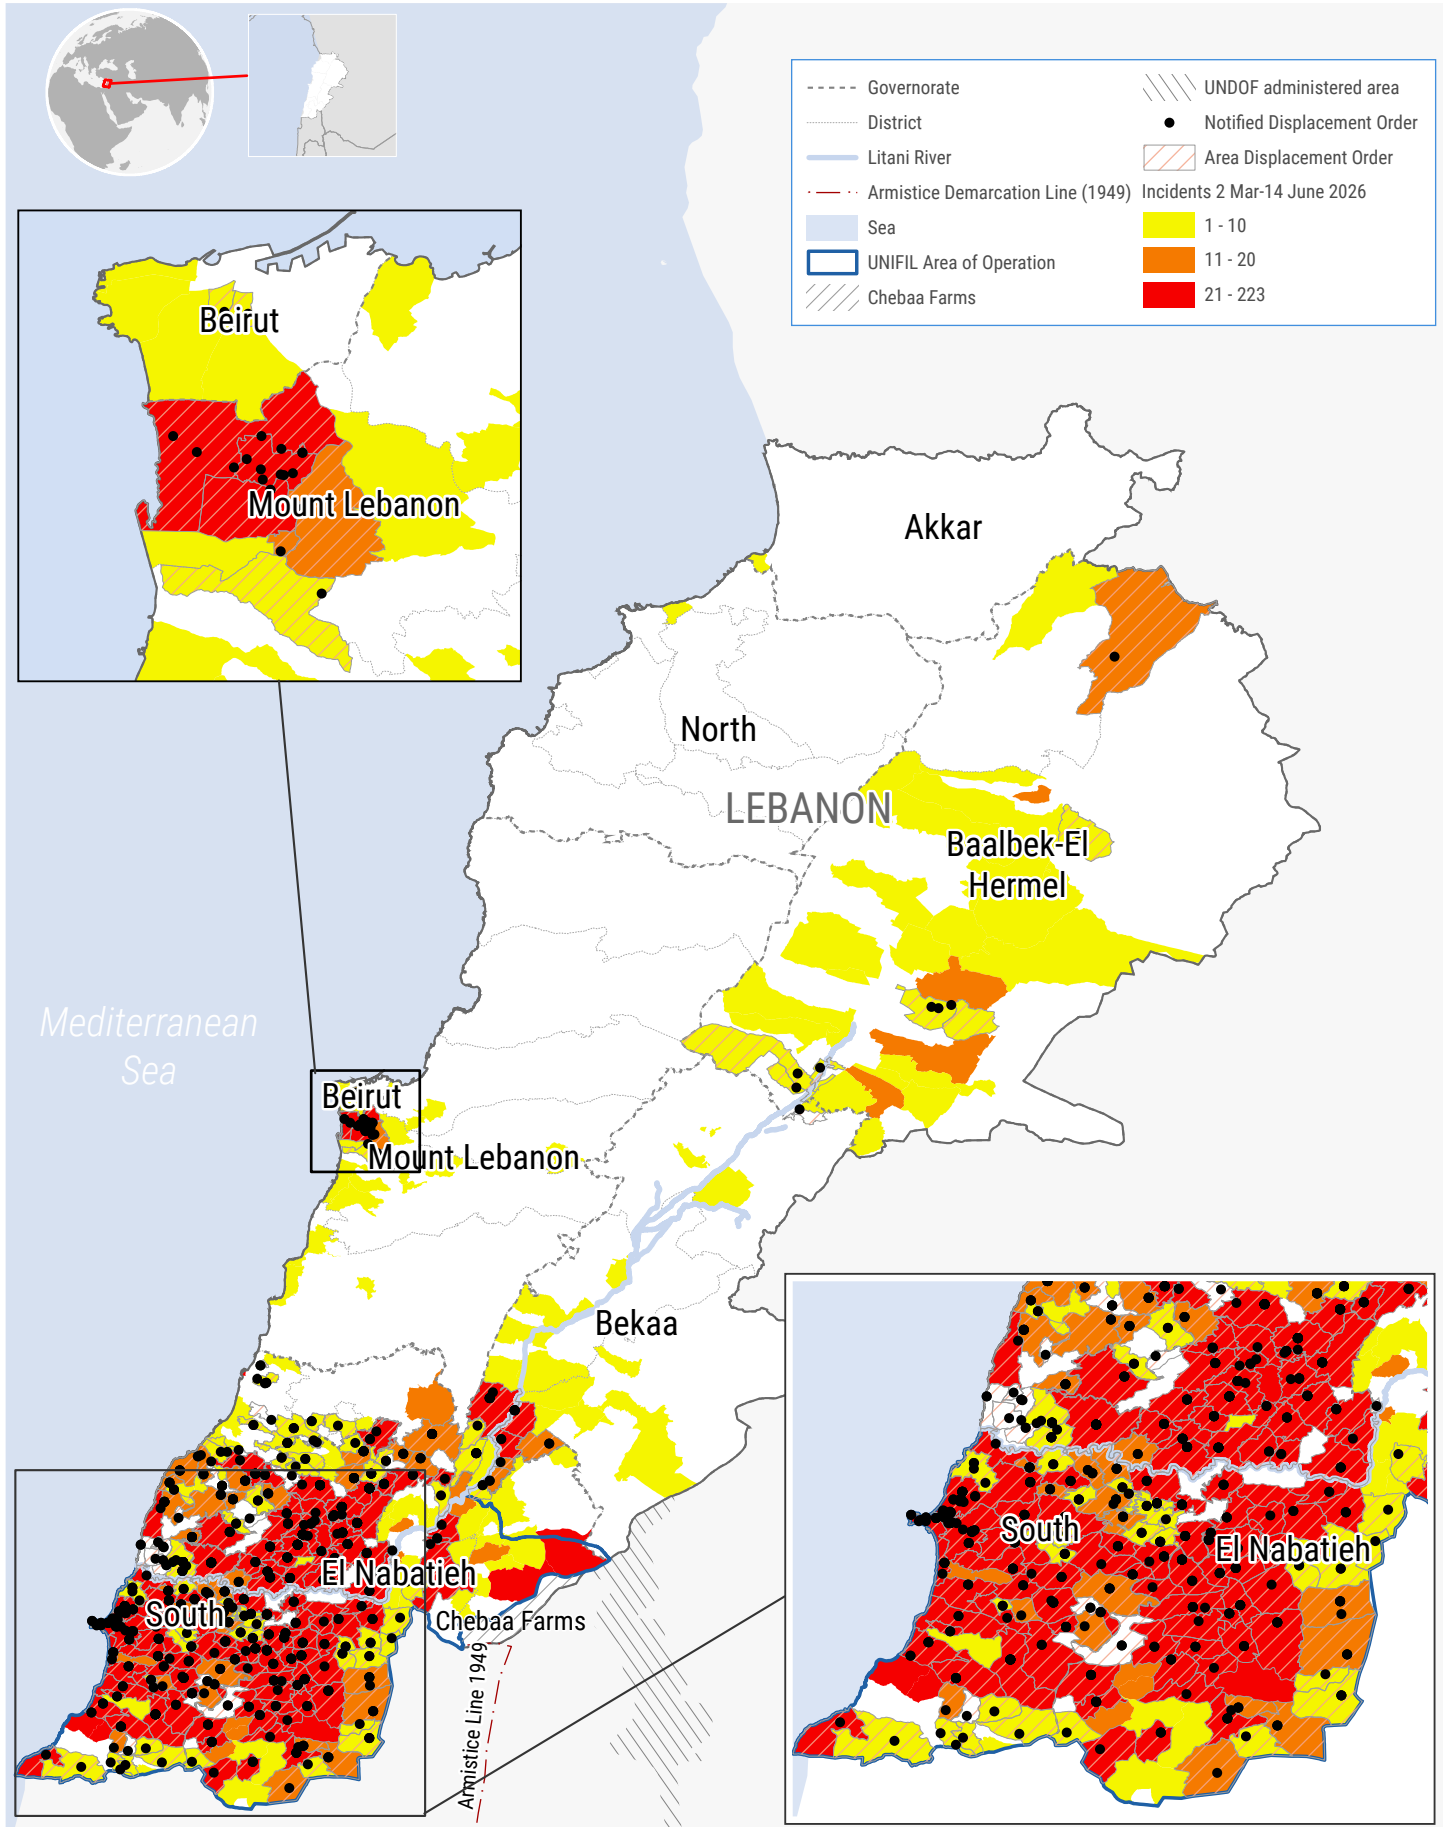 Governorate
District
Litani River
Armistice Demarcation Line (1949)
Sea
UNIFIL Area of Operation
Chebaa Farms
UNDOF administered area
Notified Displacement Order
Area Displacement Order
Incidents 2 Mar-14 June 2026
1 - 10
11 - 20
21 - 223
Beirut
Mount Lebanon
Akkar
North
LEBANON
Baalbek-El
Hermel
Mediterranean
Sea
Beirut
Mount Lebanon
Bekaa
El Nabatieh
South
Chebaa Farms
Armistice Line 1949
South
El Nabatieh